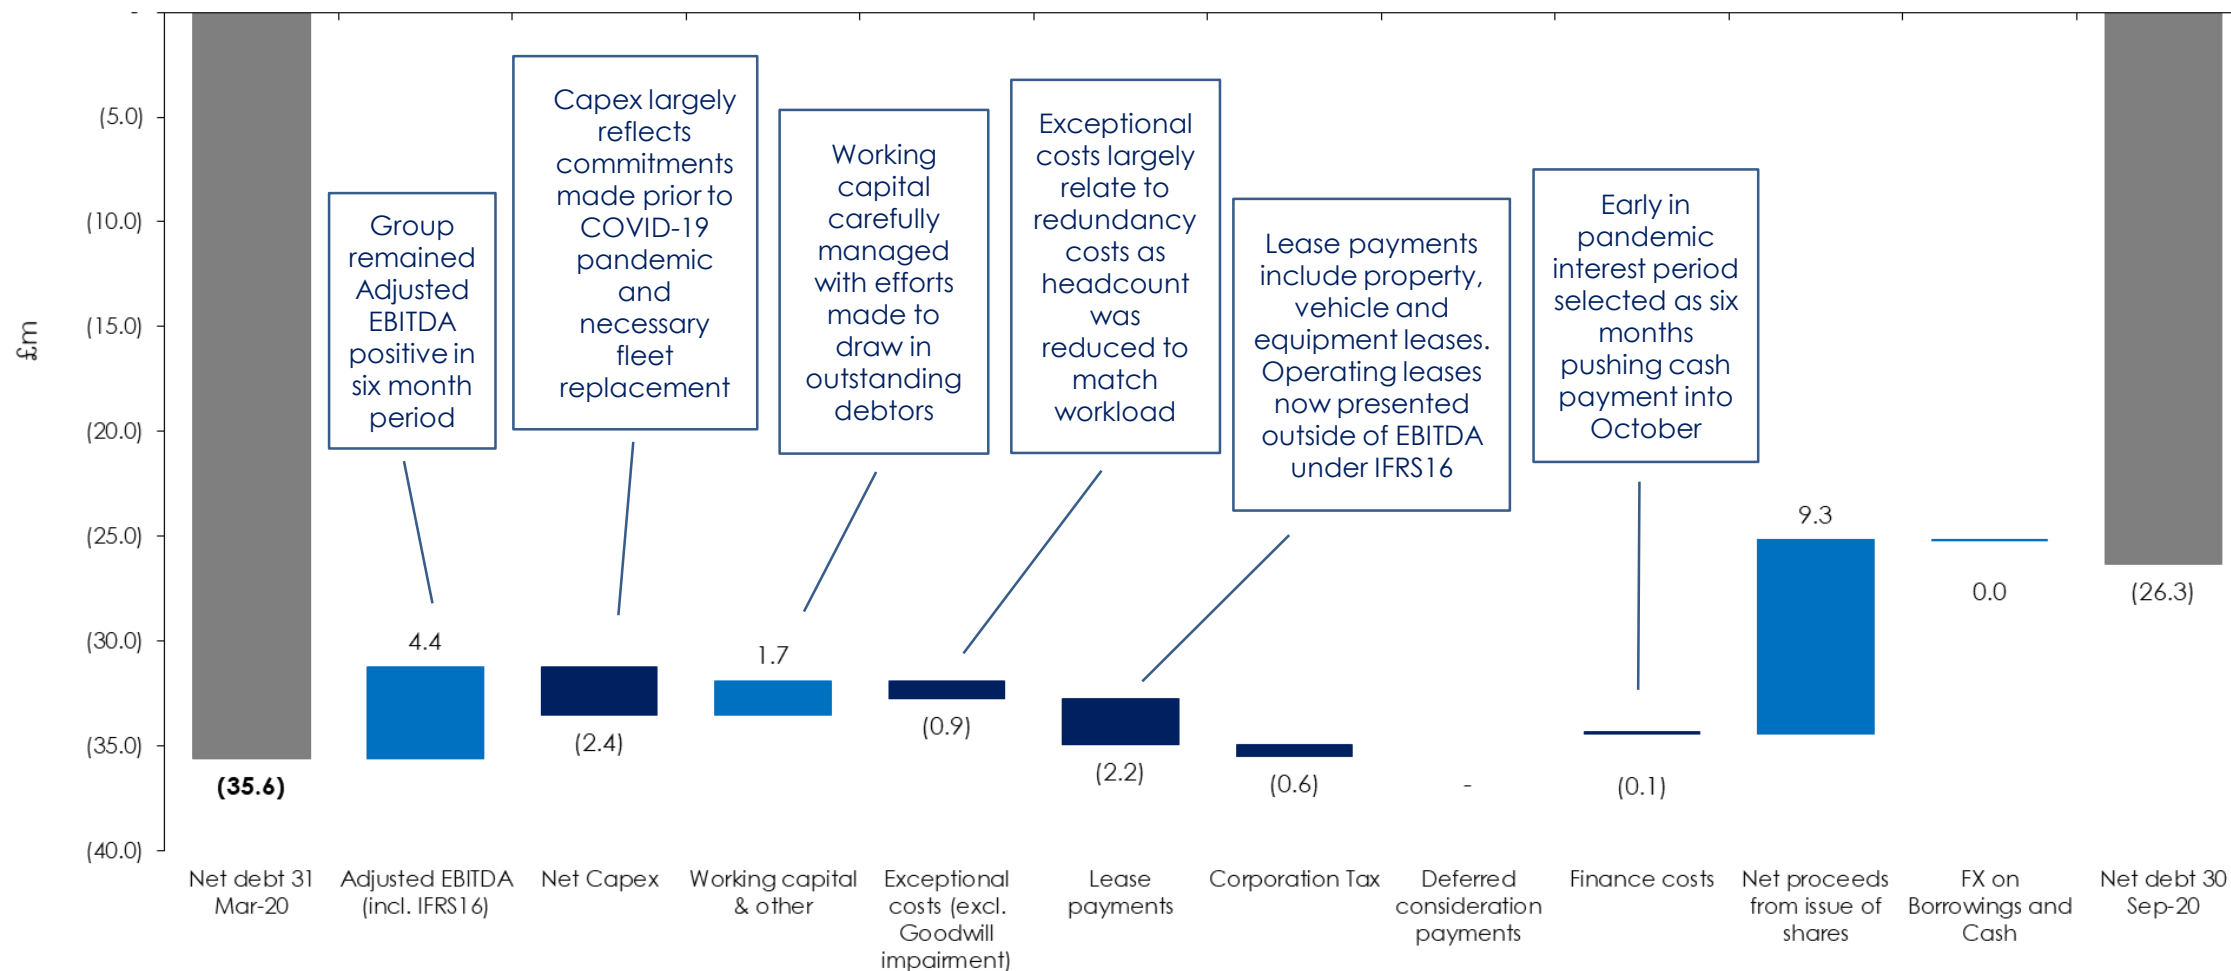 -
(5.0)
(10.0)
(15.0)
(20.0)
(25.0)
(30.0)
(35.0)
(40.0)
£m
Group
remained
Adjusted
EBITDA
positive in
six month
period
Capex largely
reflects
commitments
made prior to
COVID-19
pandemic
and
necessary
fleet
replacement
Working
capital
carefully
managed
with efforts
made to
draw in
outstanding
debtors
Exceptional
costs largely
relate to
redundancy
costs as
headcount
was
reduced to
match
workload
Lease payments
include property,
vehicle and
equipment leases.
Operating leases
now presented
outside of EBITDA
under IFRS16
Early in
pandemic
interest period
selected as six
months
pushing cash
payment into
October
(35.6)
4.4
(2.4)
1.7
(0.9)
(2.2)
(0.6)
-
(0.1)
9.3
0.0
(26.3)
Net debt 31
Mar-20
Adjusted EBITDA
(incl. IFRS16)
Net Capex
Working capital
& other
Exceptional
costs (excl.
Goodwill
impairment)
Lease
payments
Corporation Tax
Deferred
consideration
payments
Finance costs
Net proceeds
from issue of
shares
FX on
Borrowings and
Cash
Net debt 30
Sep-20